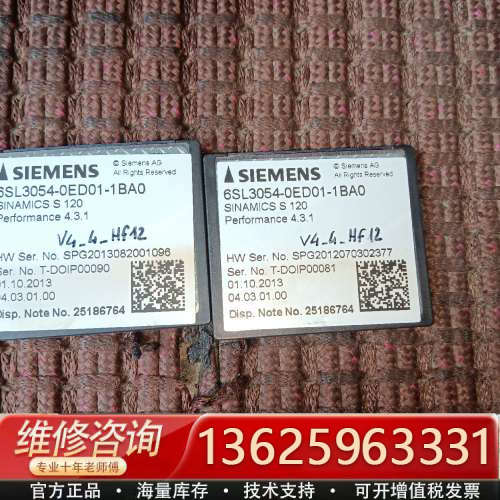 SIEMENS
© Siemens AG
All Rights Reserved
6SL3054-0ED01-1BA0
SINAMICS S 120
Performance 4.3.1
V4_4_Hf12
HW Ser. No. SPG2013082001096
Ser. No. T-DOIP00090
01.10.2013
04.03.01.00
Disp. Note No. 25186764
SIEMENS
© Siemens AG
All Rights Reserved
6SL3054-0ED01-1BA0
SINAMICS S 120
Performance 4.3.1
V4_4_Hf12
HW Ser. No. SPG2012070302377
Ser. No. T-DOIP00081
01.10.2013
04.03.01.00
Disp. Note No. 25186764
维修咨询
专业十年老师傅
13625963331
官方正品 · 海量库存 · 技术支持 · 可开增值税发票